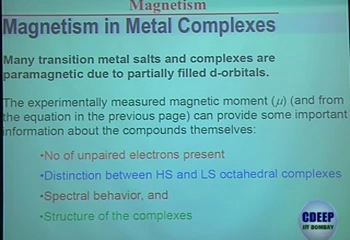 Magnetism
Magnetism in Metal Complexes
Many transition metal salts and complexes are
paramagnetic due to partially filled d-orbitals.
The experimentally measured magnetic moment (μ) (and from
the equation in the previous page) can provide some important
information about the compounds themselves:
•No of unpaired electrons present
•Distinction between HS and LS octahedral complexes
•Spectral behavior, and
•Structure of the complexes
CDEEP
IIT BOMBAY